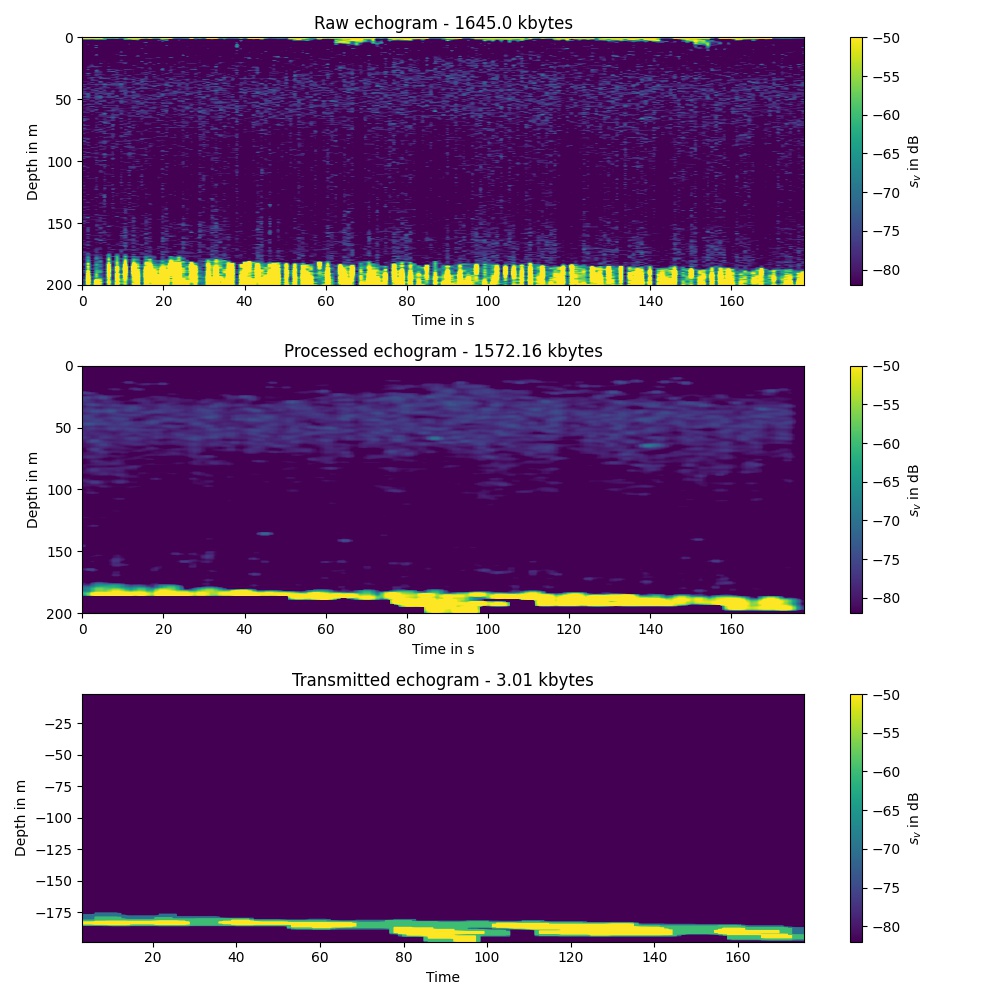 Raw echogram - 1645.0 kbytes
0
50
100
150
200
Depth in m
0 20 40 60 80 100 120 140 160
Time in s
−50
−55
−60
−65
−70
−75
−80
sv in dB
Processed echogram - 1572.16 kbytes
0
50
100
150
200
Depth in m
0 20 40 60 80 100 120 140 160
Time in s
−50
−55
−60
−65
−70
−75
−80
sv in dB
Transmitted echogram - 3.01 kbytes
−25
−50
−75
−100
−125
−150
−175
Depth in m
20 40 60 80 100 120 140 160
Time
−50
−55
−60
−65
−70
−75
−80
sv in dB